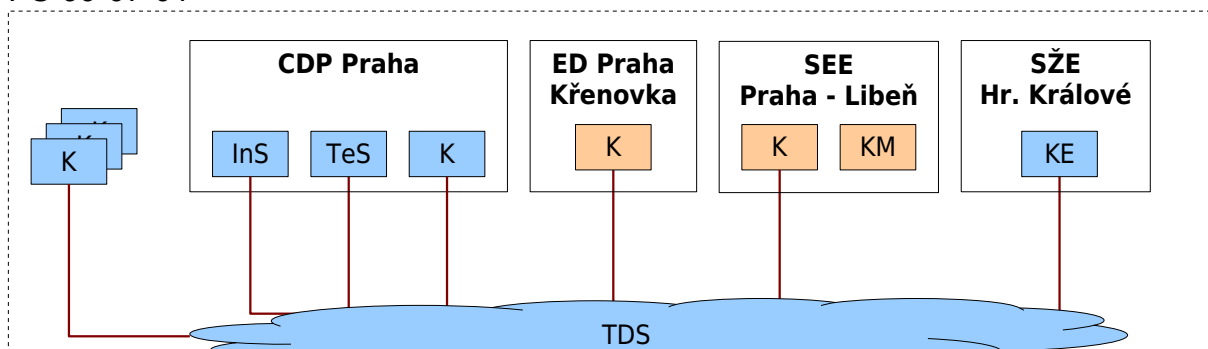 CDP Praha
ED Praha
Křenovka
SEE
Praha - Libeň
SŽE
Hr. Králové
K
K
K
InS
TeS
K
K
K
KM
KE
TDS